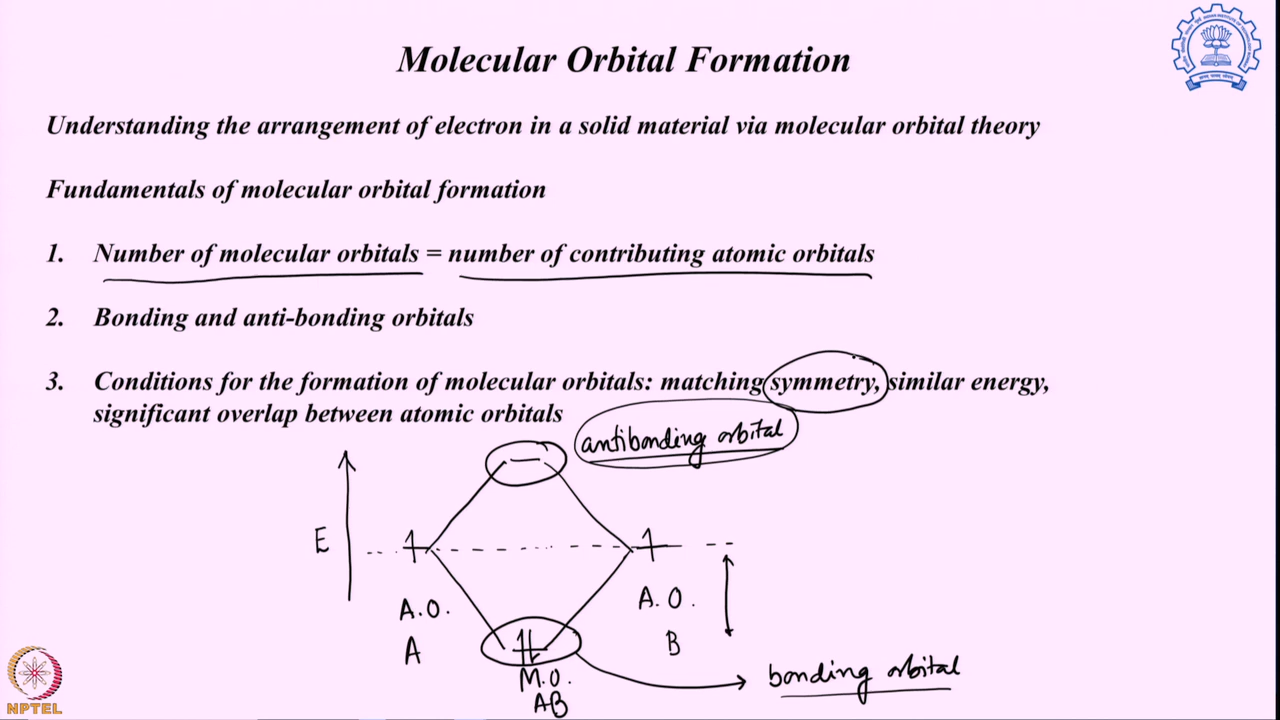 Molecular Orbital Formation
Understanding the arrangement of electron in a solid material via molecular orbital theory
Fundamentals of molecular orbital formation
1. Number of molecular orbitals = number of contributing atomic orbitals
2. Bonding and anti-bonding orbitals
3. Conditions for the formation of molecular orbitals: matching symmetry, similar energy,
significant overlap between atomic orbitals
antibonding orbital
E
A.O.
A
A.O.
B
M.O.
AB
bonding orbital
NPTEL